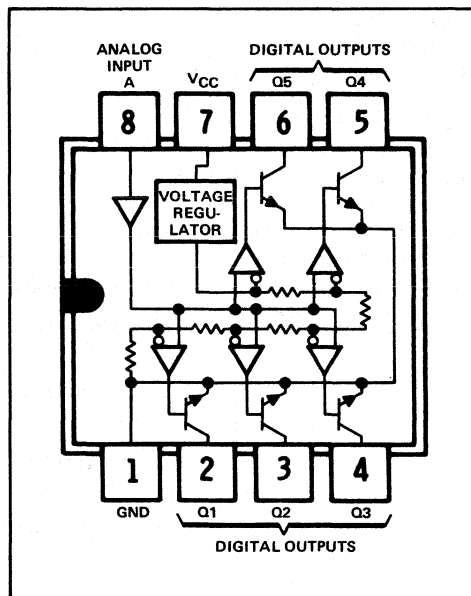 ANALOG
INPUT
A
VCC
DIGITAL OUTPUTS
Q5
Q4
8
7
6
5
VOLTAGE
REGU-
LATOR
1
2
3
4
GND
Q1
Q2
Q3
DIGITAL OUTPUTS